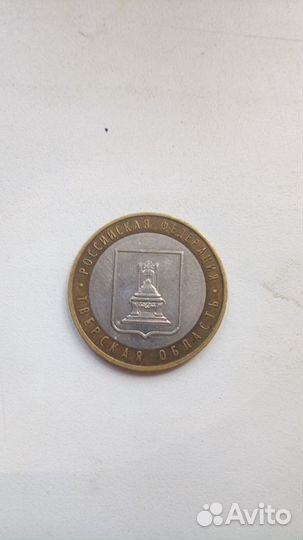 РОССИЙСКАЯ ФЕДЕРАЦИЯ
ТВЕРСКАЯ ОБЛАСТЬ
Avito